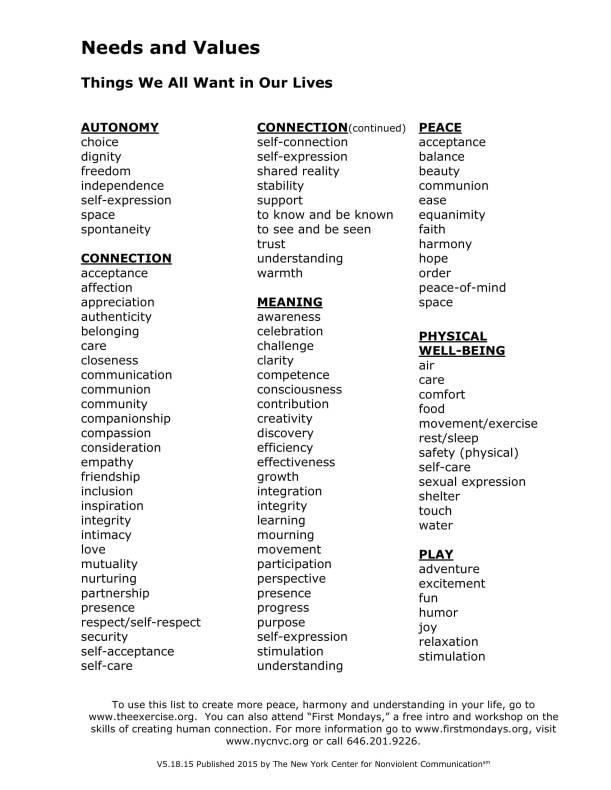 Needs and Values
Things We All Want in Our Lives
AUTONOMY
choice
dignity
freedom
independence
self-expression
space
spontaneity
CONNECTION
acceptance
affection
appreciation
authenticity
belonging
care
closeness
communication
communion
community
companionship
compassion
consideration
empathy
friendship
inclusion
inspiration
integrity
intimacy
love
mutuality
nurturing
partnership
presence
respect/self-respect
security
self-acceptance
self-care
CONNECTION(continued)
self-connection
self-expression
shared reality
stability
support
to know and be known
to see and be seen
trust
understanding
warmth
MEANING
awareness
celebration
challenge
clarity
competence
consciousness
contribution
creativity
discovery
efficiency
effectiveness
growth
integration
integrity
learning
mourning
movement
participation
perspective
presence
progress
purpose
self-expression
stimulation
understanding
PEACE
acceptance
balance
beauty
communion
ease
equanimity
faith
harmony
hope
order
peace-of-mind
space
PHYSICAL
WELL-BEING
air
care
comfort
food
movement/exercise
rest/sleep
safety (physical)
self-care
sexual expression
shelter
touch
water
PLAY
adventure
excitement
fun
humor
joy
relaxation
stimulation
To use this list to create more peace, harmony and understanding in your life, go to
www.theexercise.org. You can also attend “First Mondays,” a free intro and workshop on the
skills of creating human connection. For more information go to www.firstmondays.org, visit
www.nycnvc.org or call 646.201.9226.
V5.18.15 Published 2015 by The New York Center for Nonviolent Communication℠